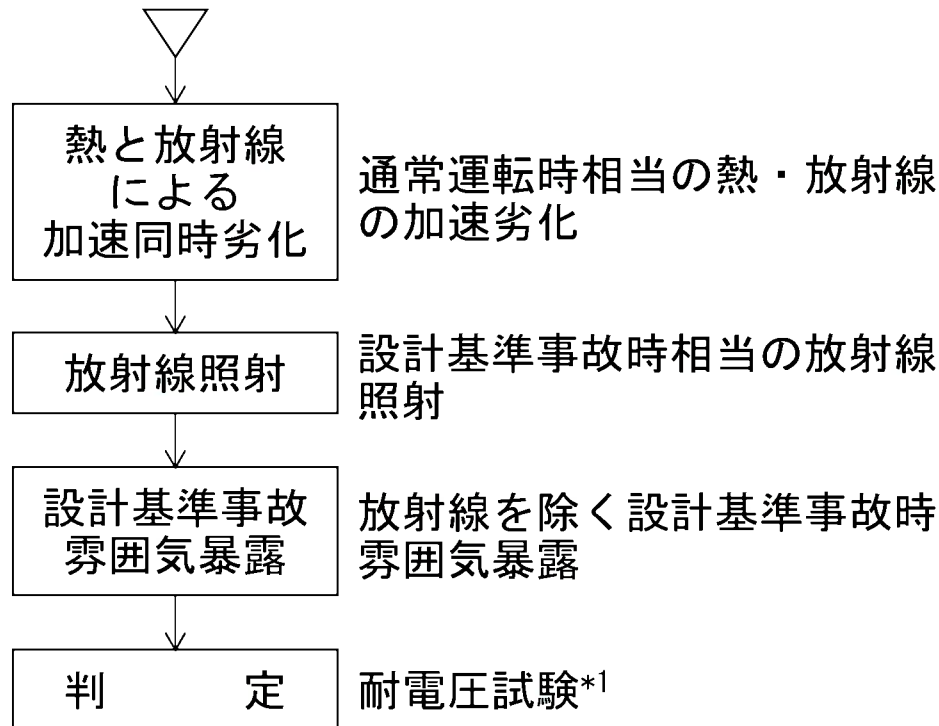 熱と放射線
による
加速同時劣化
通常運転時相当の熱・放射線
の加速劣化
放射線照射
設計基準事故時相当の放射線
照射
設計基準事故
雰囲気暴露
放射線を除く設計基準事故時
雰囲気暴露
判 定
耐電圧試験*1